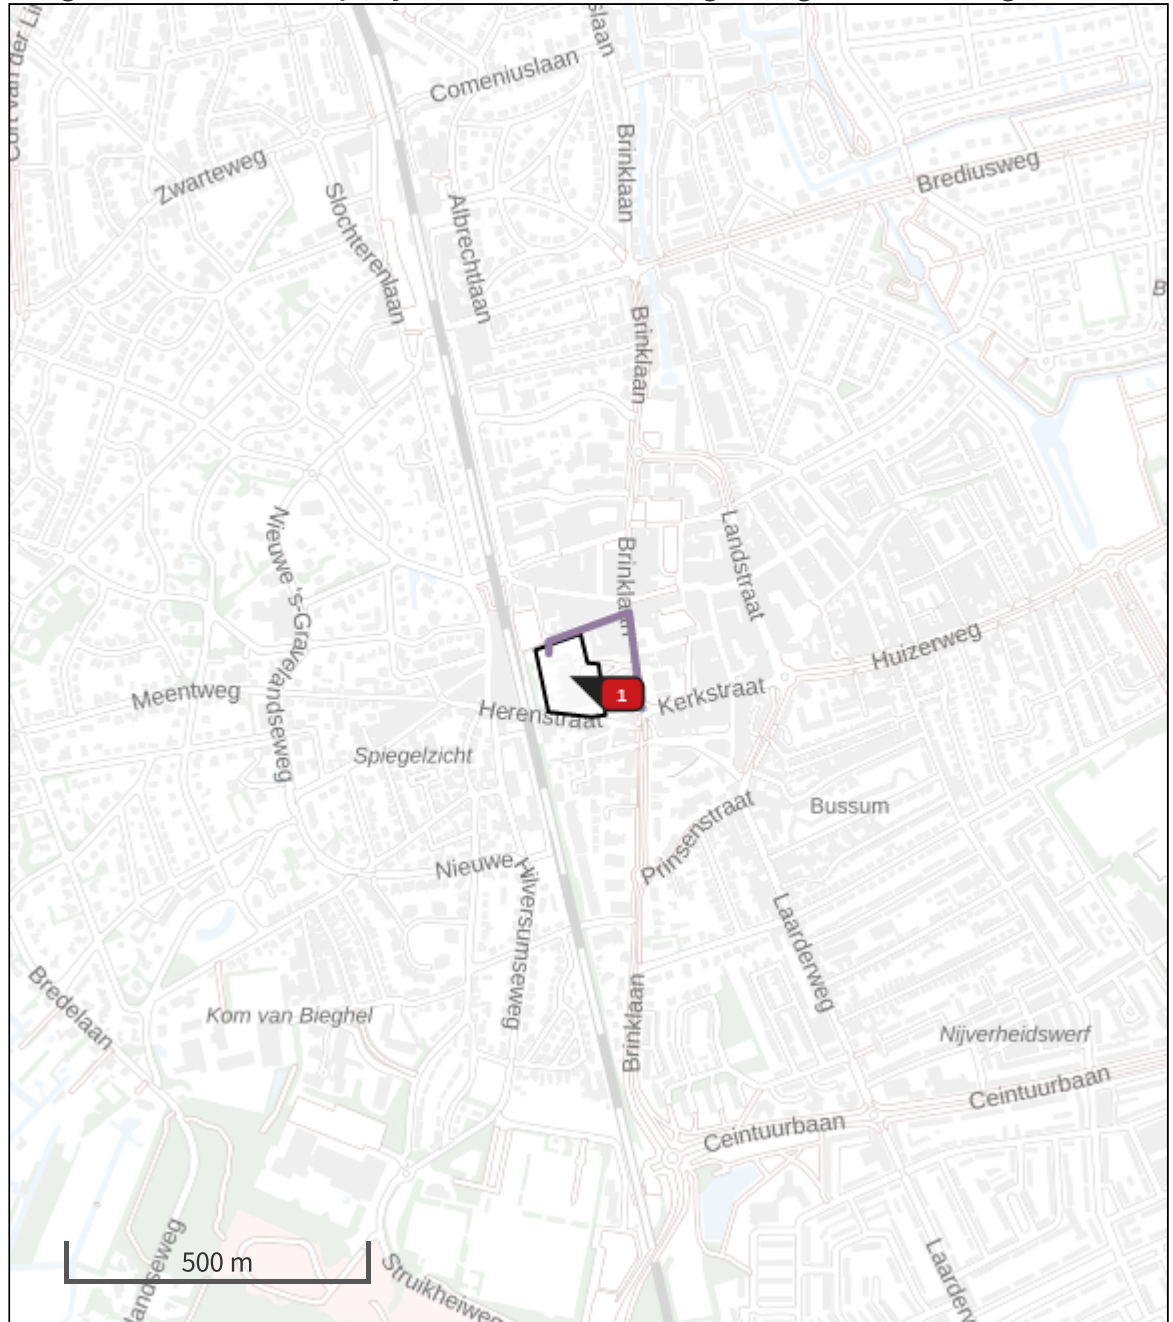 Comeniuslaan
Brinklaan
Zwarteweg
Brediusweg
Slochterenlaan
Albrechtlaan
Brinklaan
Nieuwe 's-Gravelandseweg
Landstraat
Brinklaan
Huizerweg
Meentweg
1
Kerkstraat
Herenstraat
Spiegelzicht
Bussum
Prinsenstraat
Nieuwe Hilversumseweg
Laarderweg
Bredelaan
Brinklaan
Kom van Bieghel
Nijverheidswerf
Ceintuurbaan
Ceintuurbaan
500 m